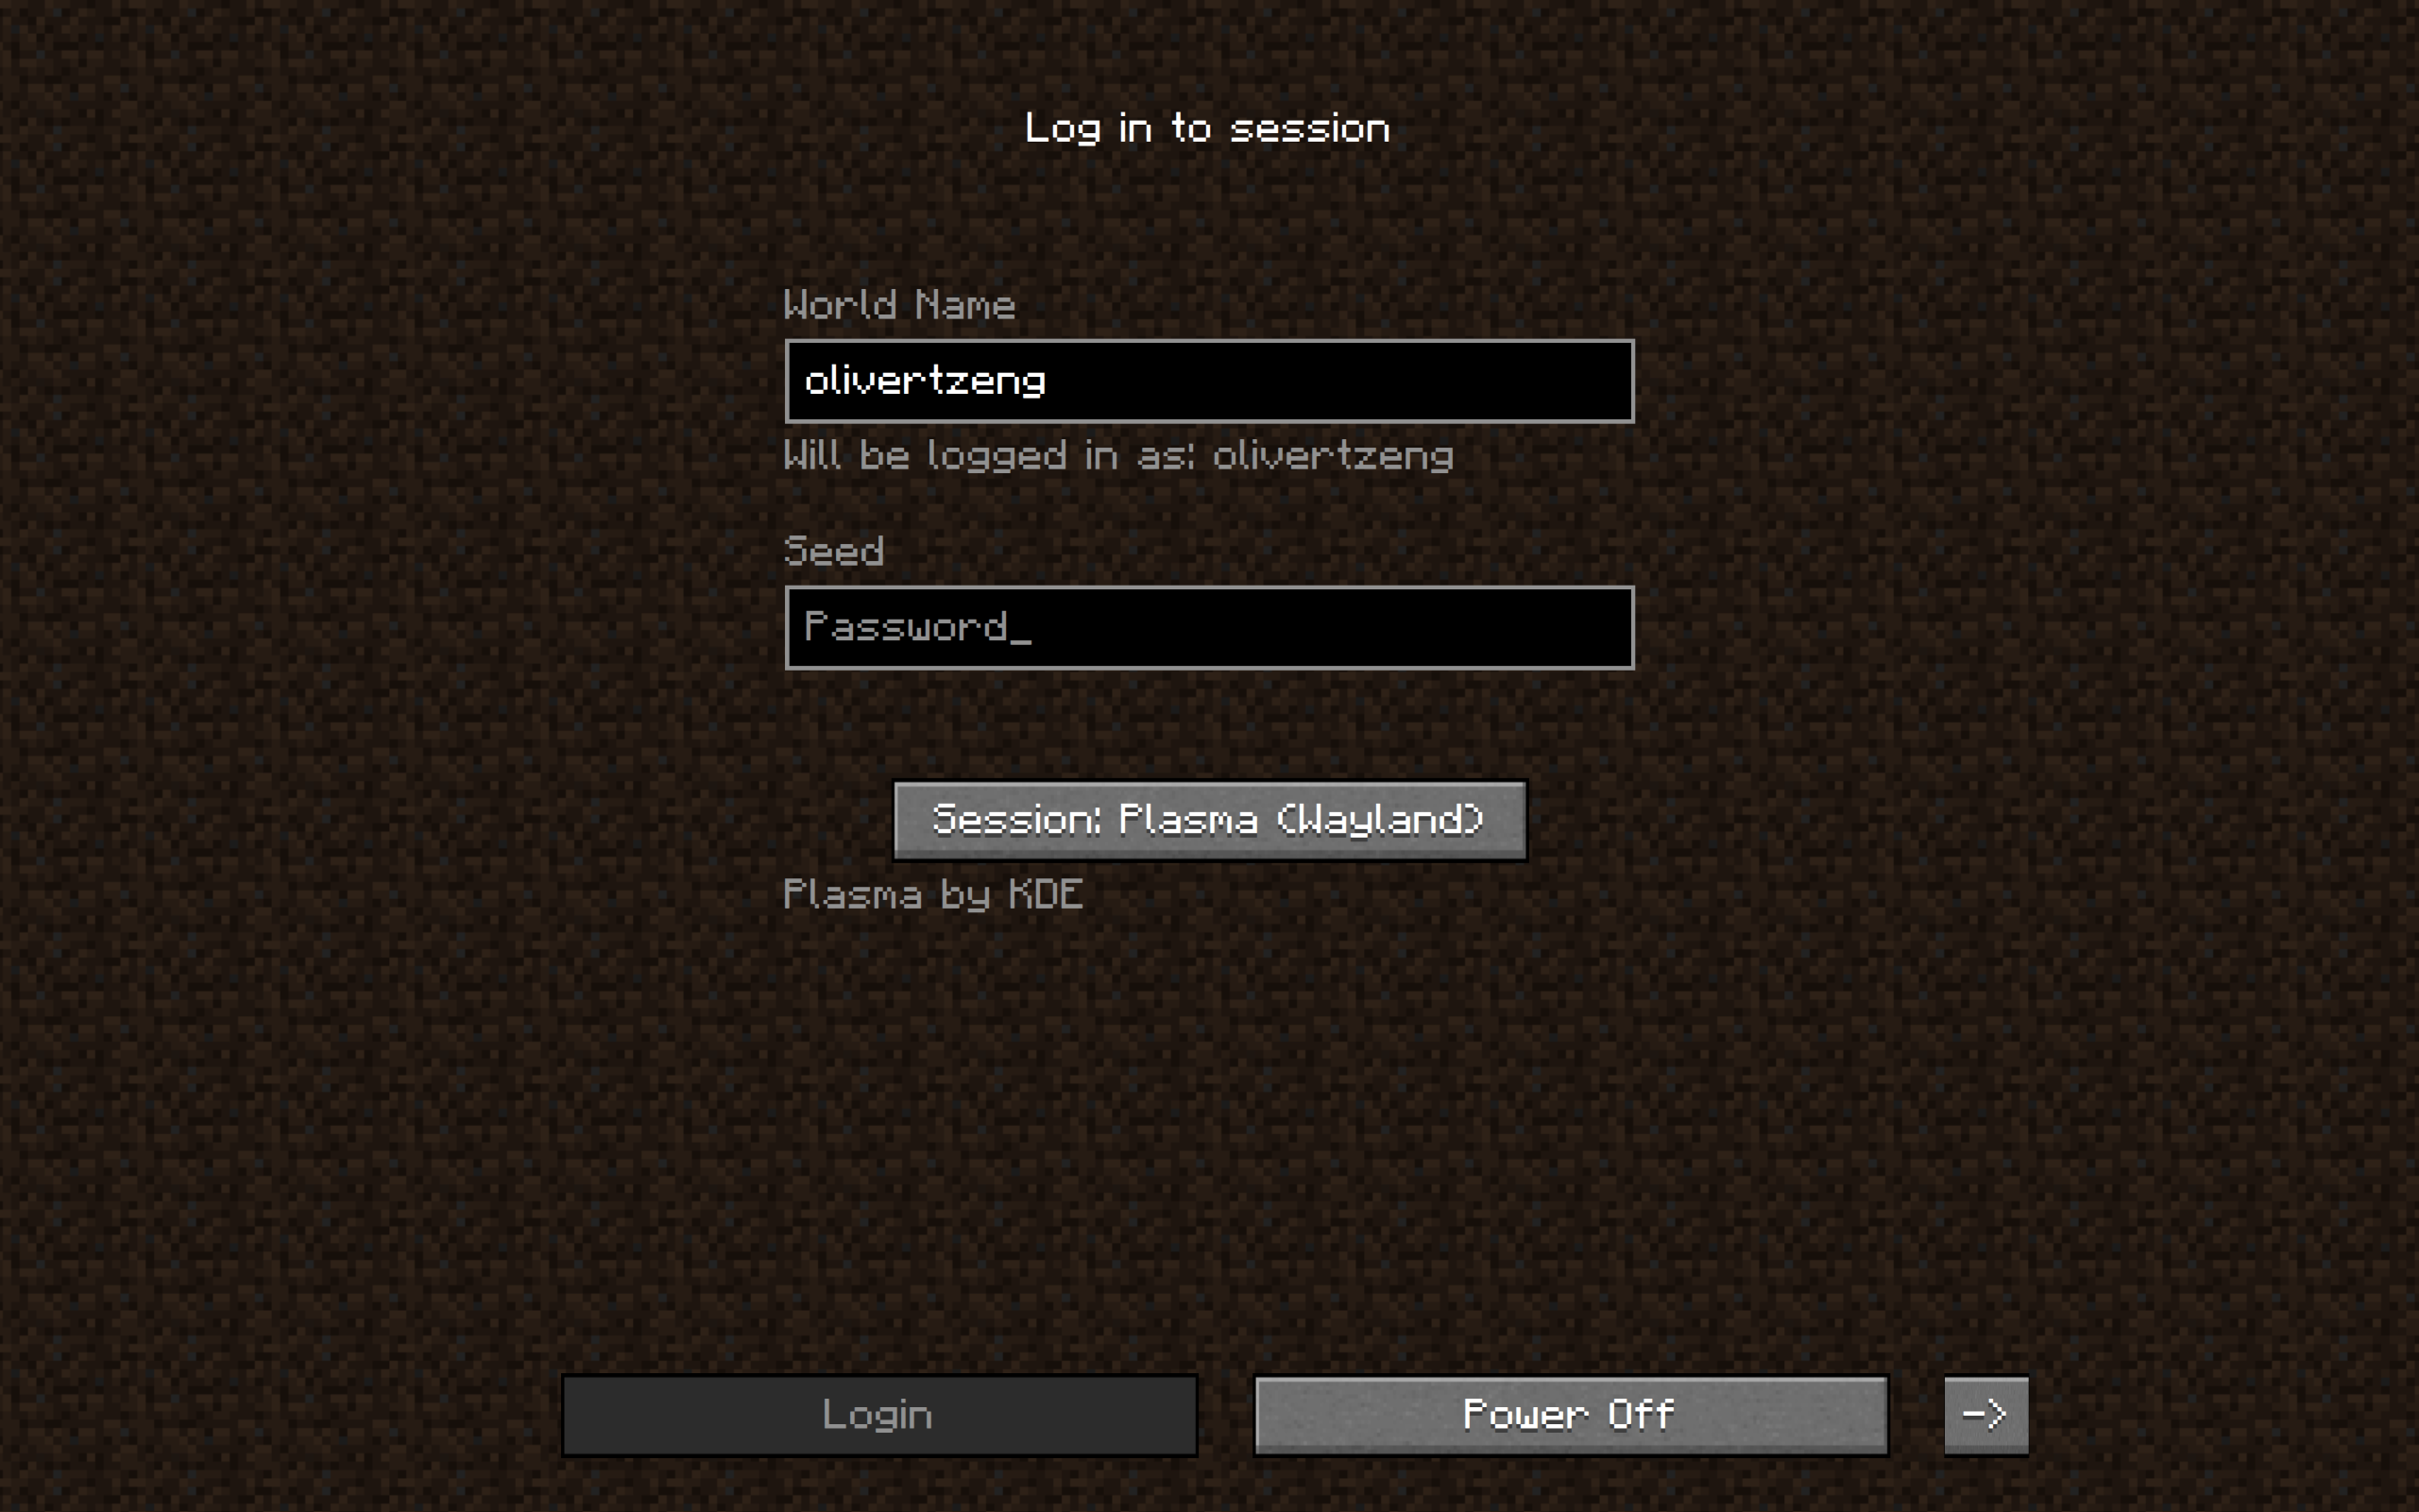 Log in to session
World Name
olivertzeng
Will be logged in as: olivertzeng
Seed
Password_
Session: Plasma (Wayland)
Plasma by KDE
Login
Power Off
->